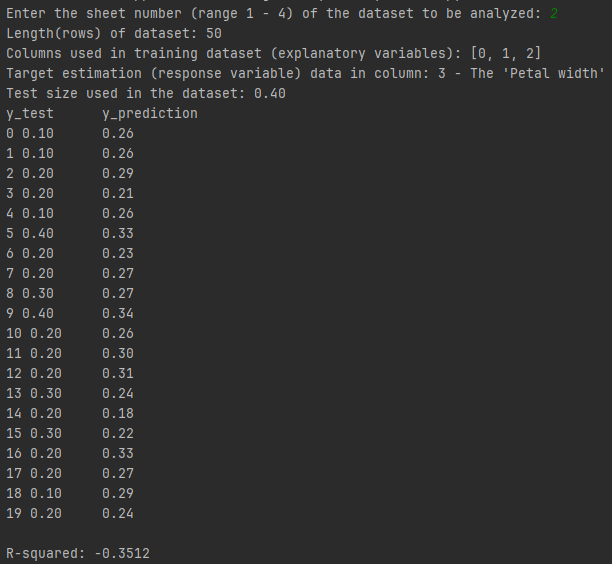 Enter the sheet number (range 1 - 4) of the dataset to be analyzed: 2
Length(rows) of dataset: 50
Columns used in training dataset (explanatory variables): [0, 1, 2]
Target estimation (response variable) data in column: 3 - The 'Petal width'
Test size used in the dataset: 0.40
y_test      y_prediction
0 0.10      0.26
1 0.10      0.26
2 0.20      0.29
3 0.20      0.21
4 0.10      0.26
5 0.40      0.33
6 0.20      0.23
7 0.20      0.27
8 0.30      0.27
9 0.40      0.34
10 0.20     0.26
11 0.20     0.30
12 0.20     0.31
13 0.30     0.24
14 0.20     0.18
15 0.30     0.22
16 0.20     0.33
17 0.20     0.27
18 0.10     0.29
19 0.20     0.24
R-squared: -0.3512